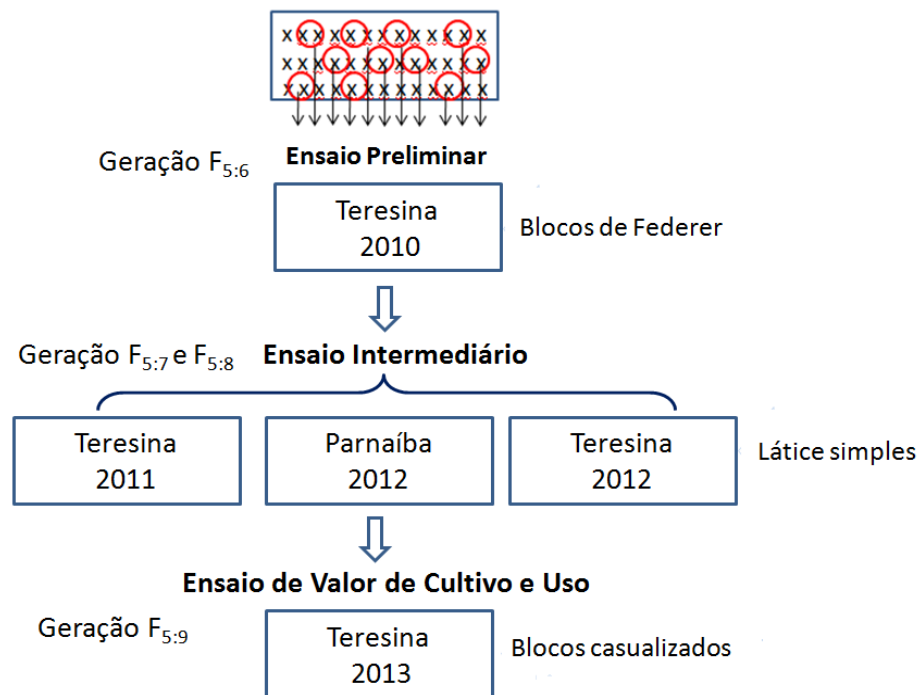 x x x x x x x x x x x x
x x x x x x x x x x x x
x x x x x x x x x x x x
Ensaio Preliminar
Geração F5:6
Teresina
2010
Blocos de Federer
Geração F5:7 e F5:8
Ensaio Intermediário
Teresina
2011
Parnaíba
2012
Teresina
2012
Látice simples
Ensaio de Valor de Cultivo e Uso
Geração F5:9
Teresina
2013
Blocos casualizados